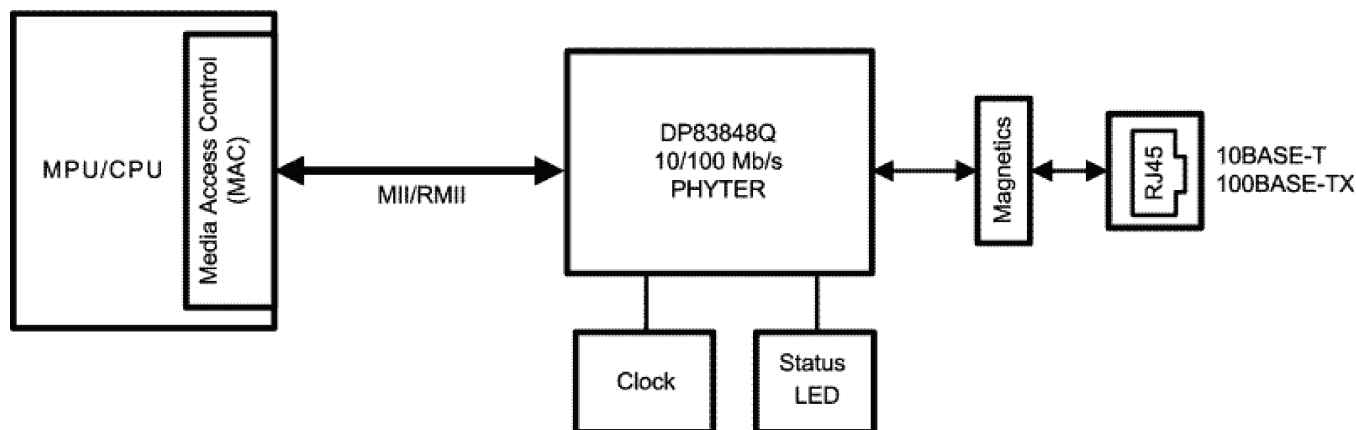 MPU/CPU
Media Access Control
(MAC)
MII/RMII
DP83848Q
10/100 Mb/s
PHYTER
Magnetics
RJ45
10BASE-T
100BASE-TX
Clock
Status
LED